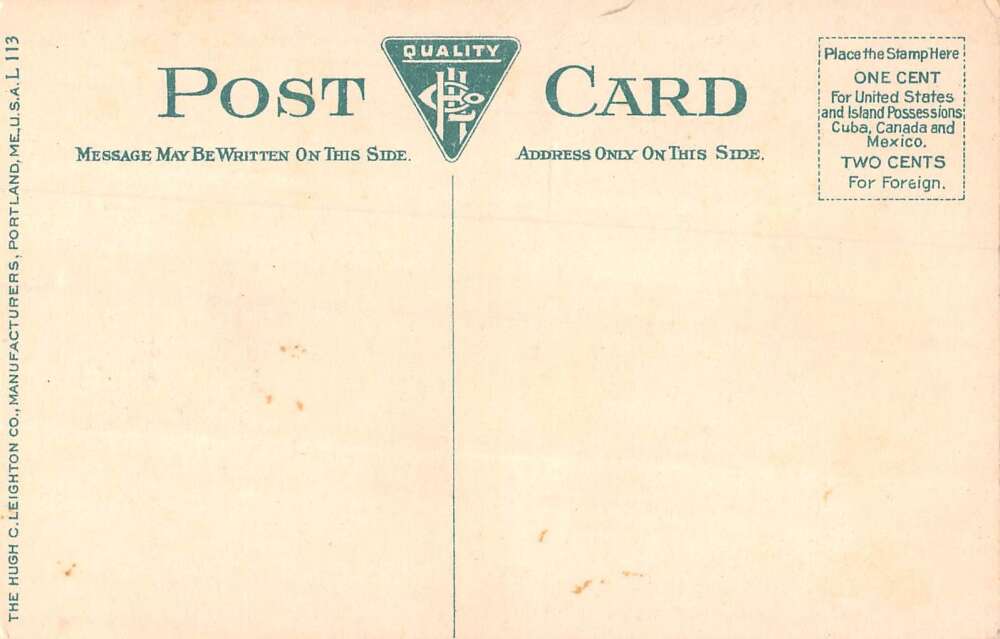 QUALITY
POST CARD
MESSAGE MAY BE WRITTEN ON THIS SIDE.
ADDRESS ONLY ON THIS SIDE.
Place the Stamp Here
ONE CENT
For United States
and Island Possessions
Cuba, Canada and
Mexico.
TWO CENTS
For Foreign.
THE HUGH C. LEIGHTON CO., MANUFACTURERS, PORTLAND, ME. U.S.A. L 113